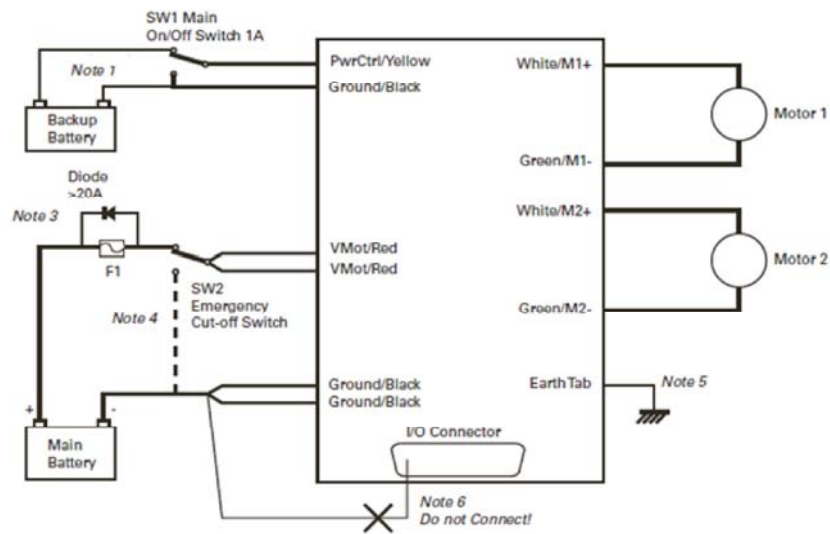 SW1 Main
On/Off Switch 1A
Note 1
PwrCtrl/Yellow
Ground/Black
White/M1+
Motor 1
Green/M1-
Backup
Battery
Diode
>20A
Note 3
F1
VMot/Red
VMot/Red
White/M2+
Motor 2
Green/M2-
SW2
Emergency
Cut-off Switch
Note 4
Ground/Black
Ground/Black
Earth Tab
Note 5
+
-
Main
Battery
I/O Connector
Note 6
Do not Connect!